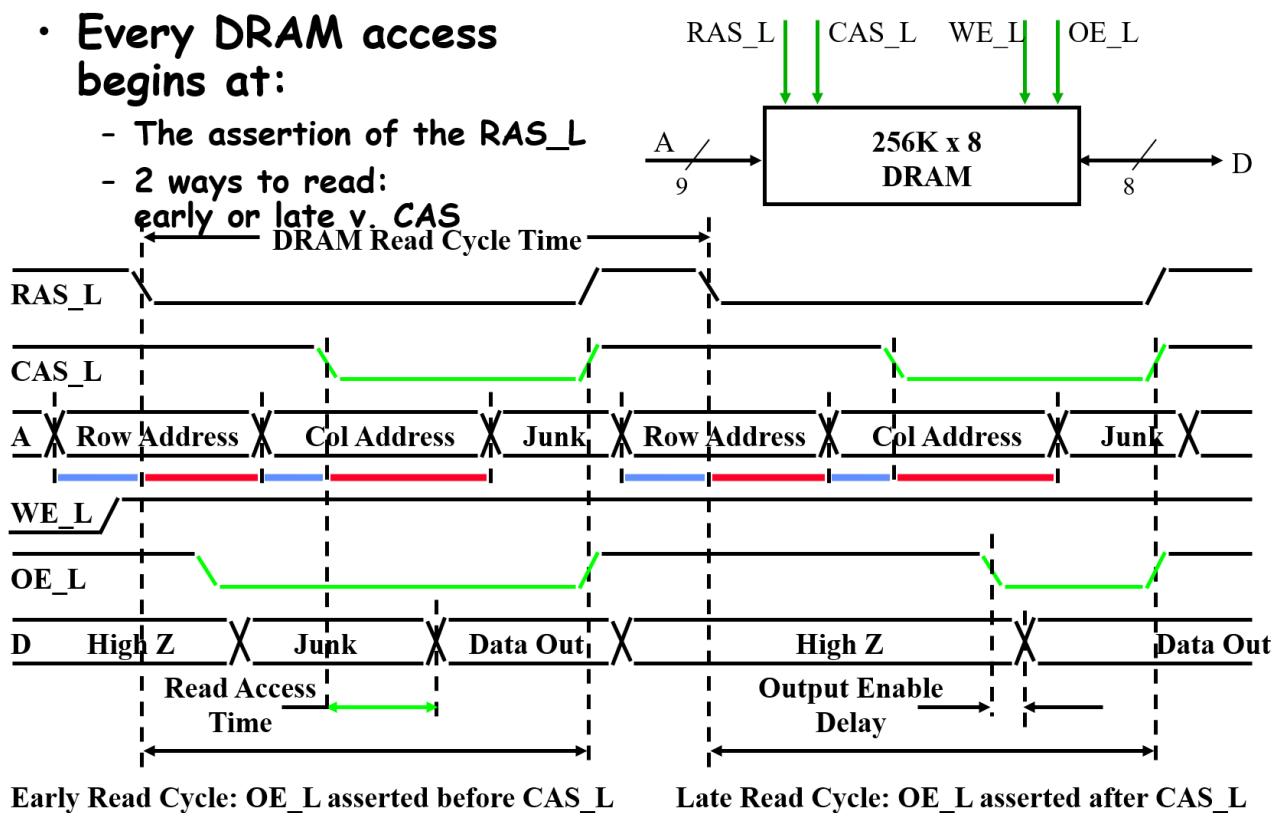 • Every DRAM access
begins at:
– The assertion of the RAS_L
– 2 ways to read:
early or late v. CAS
RAS_L CAS_L WE_L OE_L
A 9
256K x 8
DRAM
8 D
DRAM Read Cycle Time
RAS_L
CAS_L
A Row Address Col Address Junk Row Address Col Address Junk
WE_L
OE_L
D High Z Junk Data Out High Z Data Out
Read Access
Time
Output Enable
Delay
Early Read Cycle: OE_L asserted before CAS_L
Late Read Cycle: OE_L asserted after CAS_L